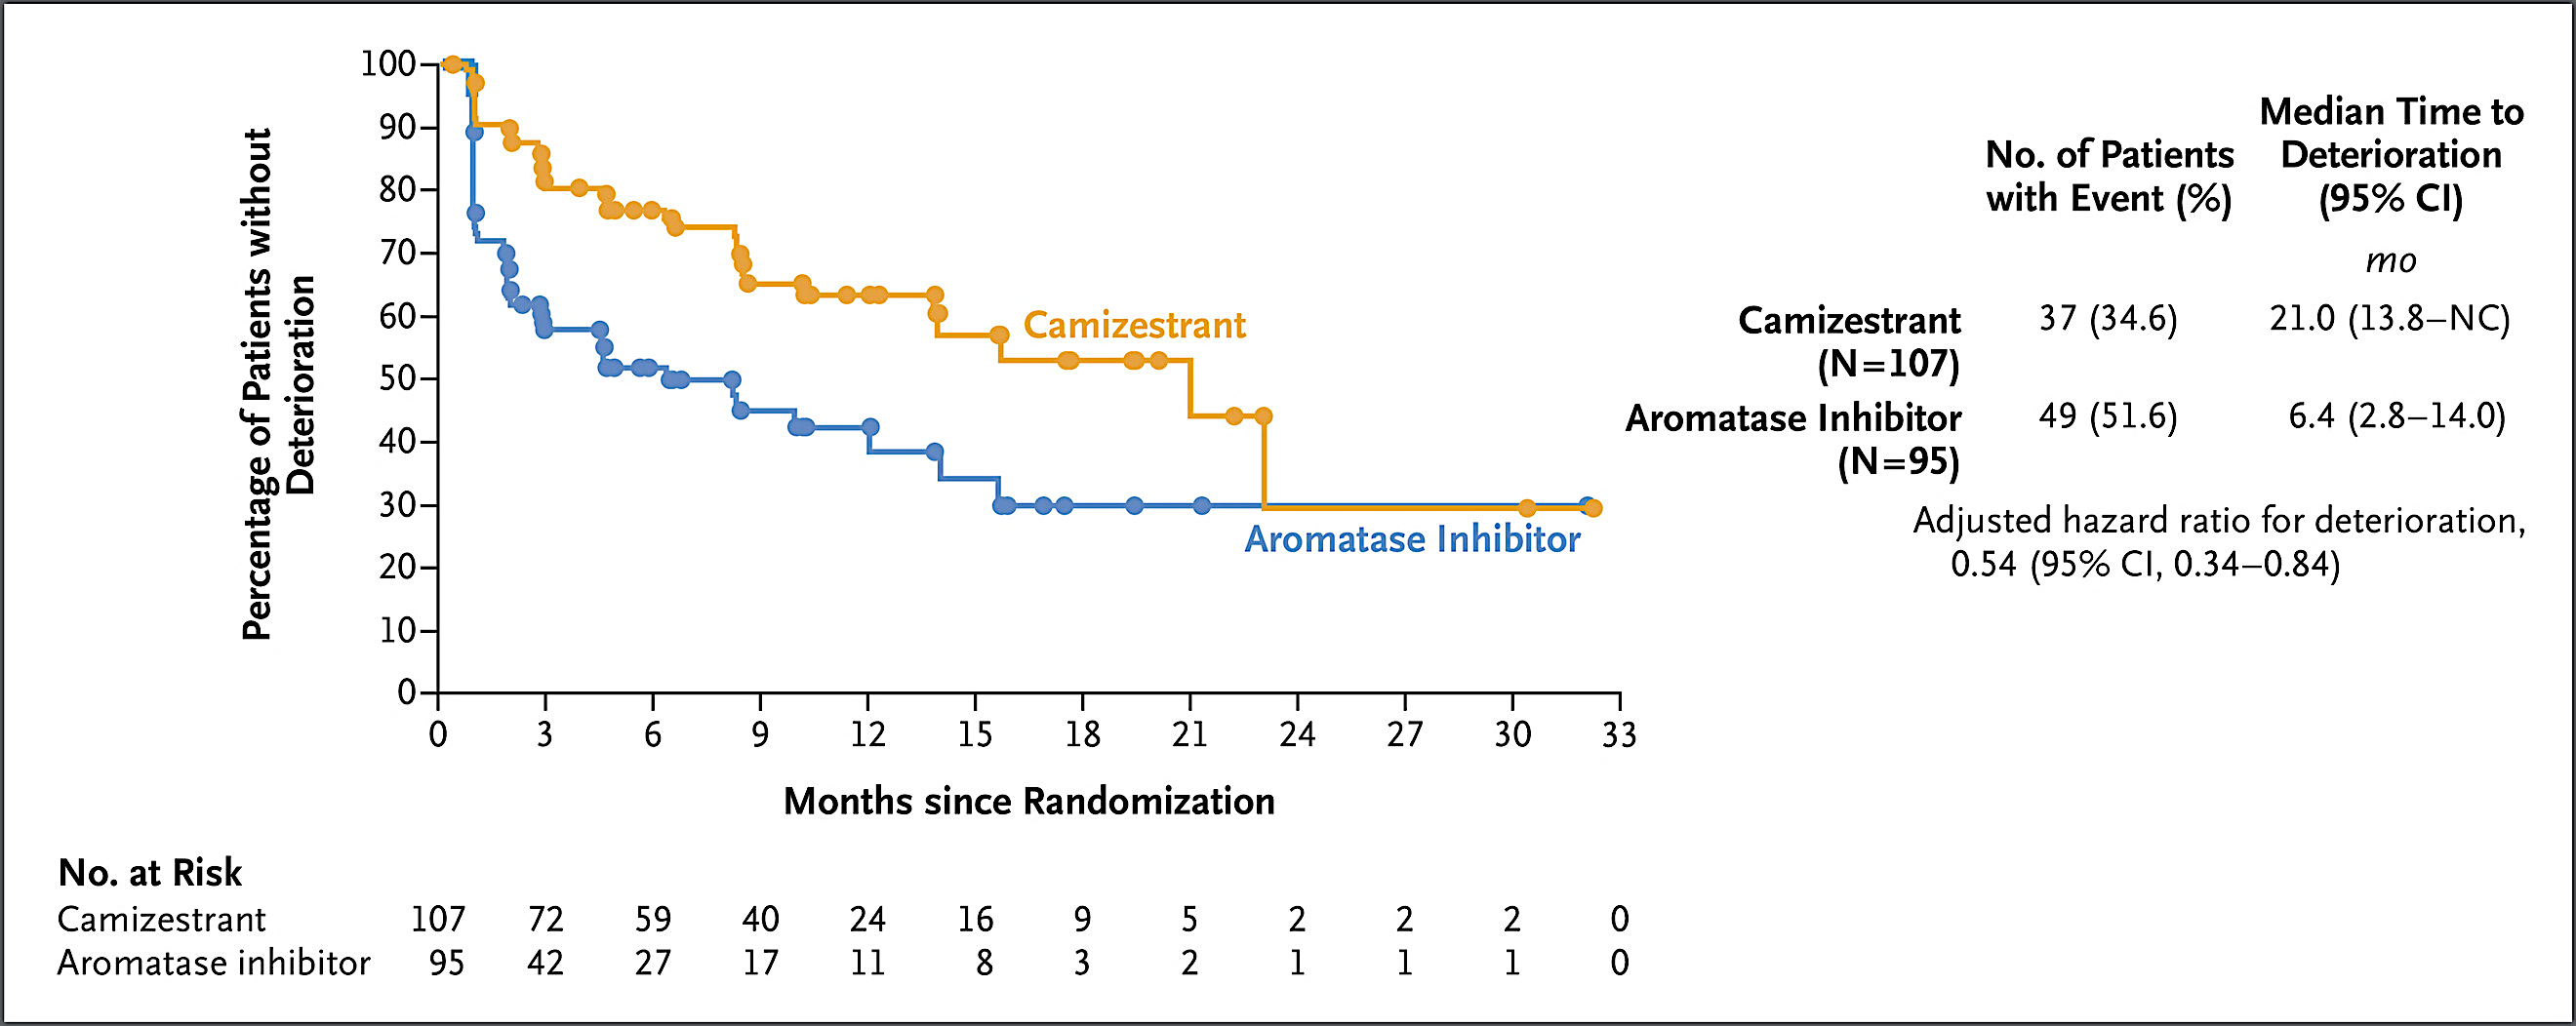 Percentage of Patients without
Deterioration
100
90
80
70
60
50
40
30
20
10
0
0 3 6 9 12 15 18 21 24 27 30 33
Months since Randomization
Camizestrant
Aromatase Inhibitor
No. of Patients
with Event (%)
Median Time to
Deterioration
(95% CI)
mo
Camizestrant
(N=107)
37 (34.6)
21.0 (13.8–NC)
Aromatase Inhibitor
(N=95)
49 (51.6)
6.4 (2.8–14.0)
Adjusted hazard ratio for deterioration,
0.54 (95% CI, 0.34–0.84)
No. at Risk
Camizestrant 107 72 59 40 24 16 9 5 2 2 2 0
Aromatase inhibitor 95 42 27 17 11 8 3 2 1 1 1 0